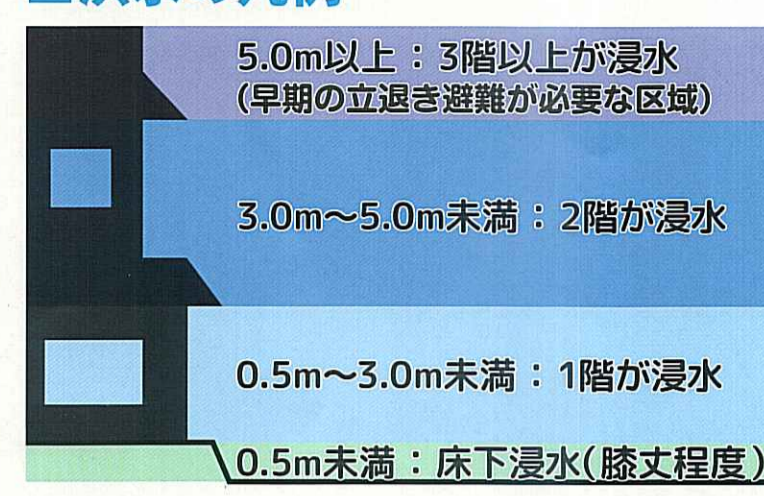 5.0m以上：3階以上が浸水
(早期の立退き避難が必要な区域)
3.0m～5.0m未満：2階が浸水
0.5m～3.0m未満：1階が浸水
0.5m未満：床下浸水(膝丈程度)